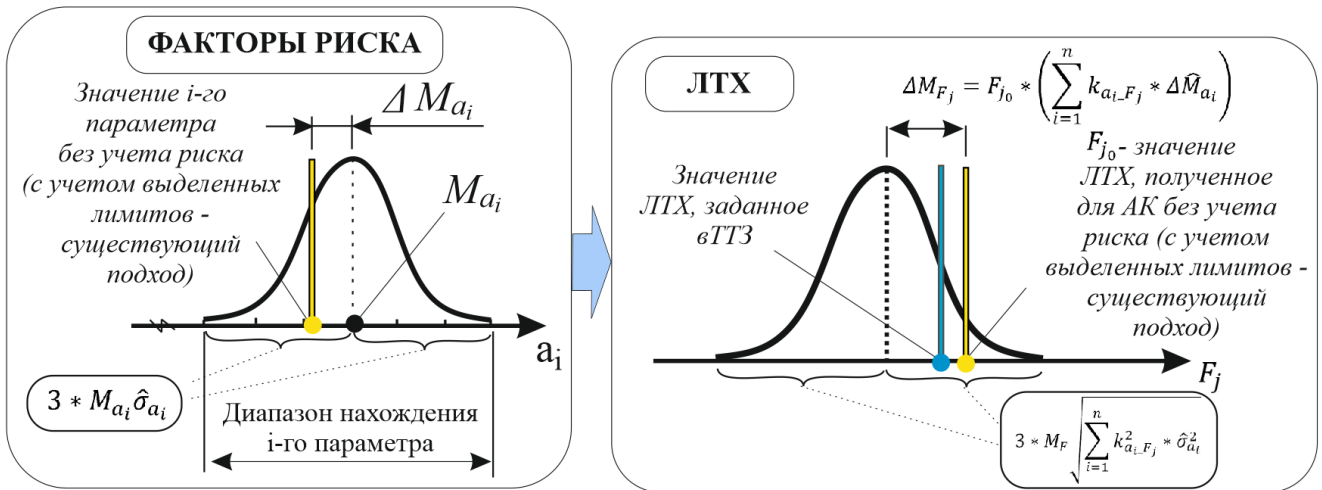 ФАКТОРЫ РИСКА
Значение i-го
параметра
без учета риска
(с учетом выделенных
лимитов -
существующий
подход)
Δ M_{a_i}
M_{a_i}
a_i
3 * M_{a_i} σ̂_{a_i}
Диапазон нахождения
i-го параметра
ЛТХ
ΔM_{F_j} = F_{j_0} * (∑_{i=1}^{n} k_{a_i_F_j} * ΔM̂_{a_i})
Значение
ЛТХ, заданное
вТТЗ
F_{j_0}- значение
ЛТХ, полученное
для АК без учета
риска (с учетом
выделенных лимитов -
существующий
подход)
F_j
3 * M_F √(∑_{i=1}^{n} k²_{a_i_F_j} * σ̂²_{a_i})